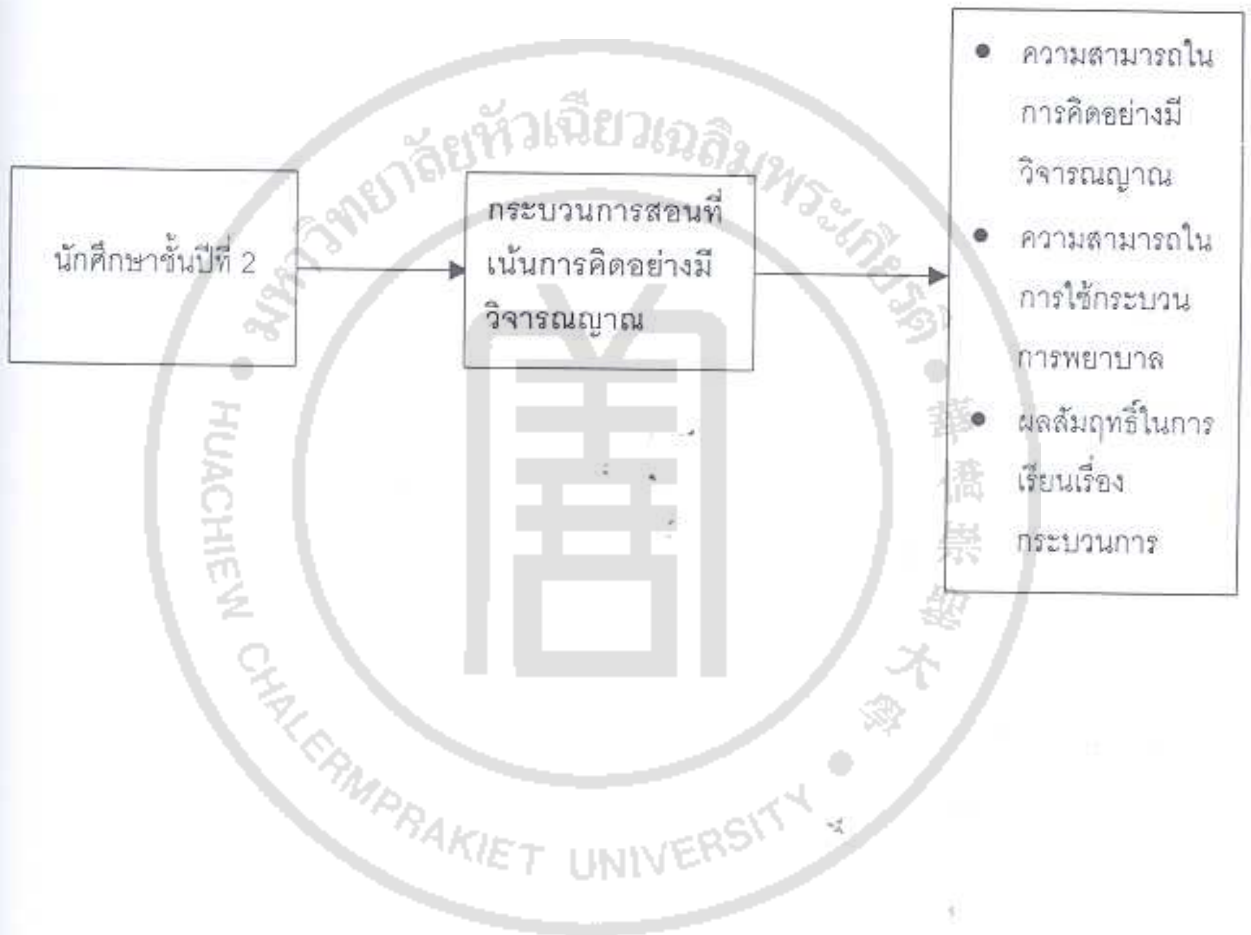 นักศึกษาชั้นปีที่ 2
กระบวนการสอนที่
เน้นการคิดอย่างมี
วิจารณญาณ
● ความสามารถใน
การคิดอย่างมี
วิจารณญาณ
● ความสามารถใน
การใช้กระบวน
การพยาบาล
● ผลสัมฤทธิ์ในการ
เรียนเรื่อง
กระบวนการ
มหาวิทยาลัยหัวเฉียวเฉลิมพระเกียรติ
華僑崇聖大學
HUACHIEW CHALERMPRAKIET UNIVERSITY